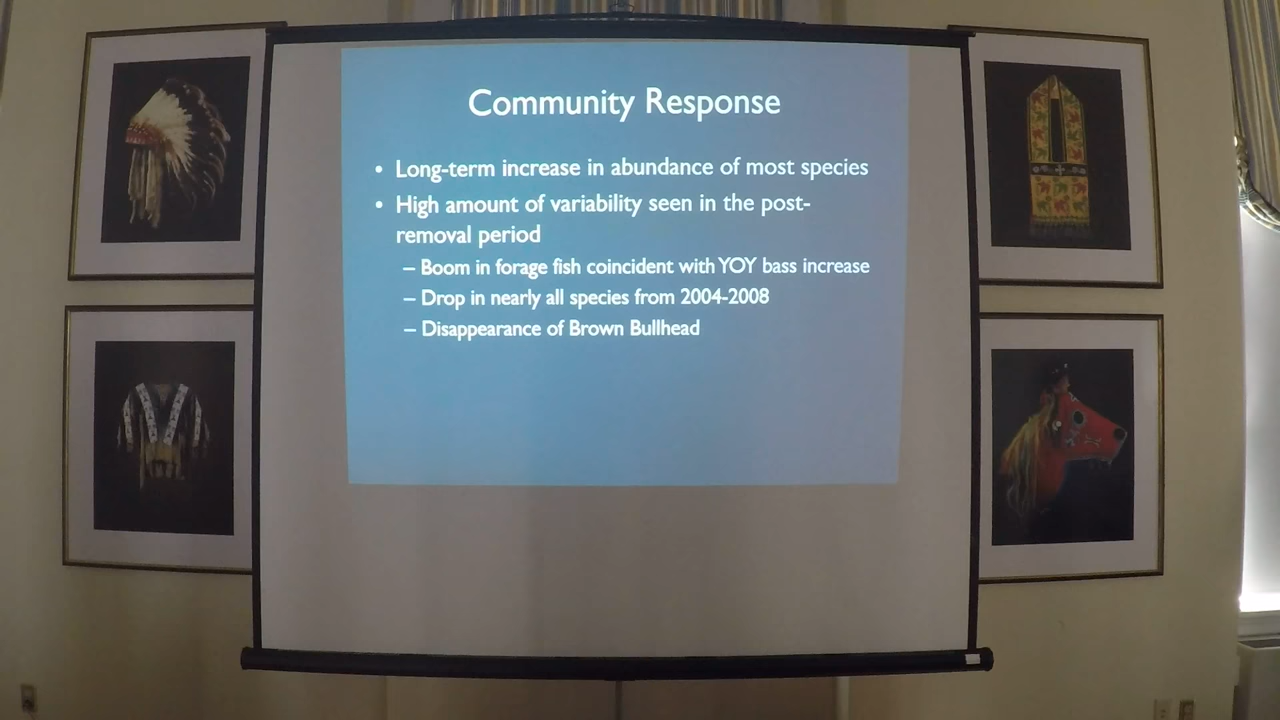 Community Response
• Long-term increase in abundance of most species
• High amount of variability seen in the post-
removal period
– Boom in forage fish coincident with YOY bass increase
– Drop in nearly all species from 2004-2008
– Disappearance of Brown Bullhead